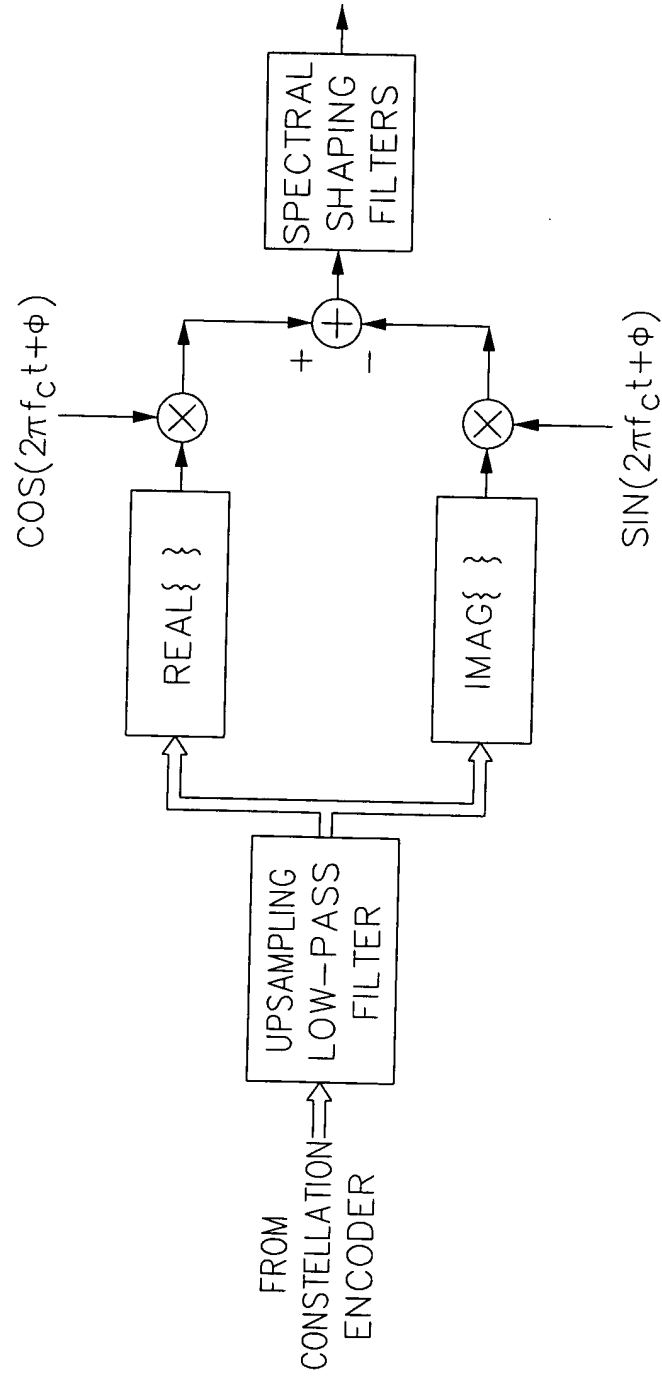 FROM
CONSTELLATION
ENCODER
UPSAMPLING
LOW-PASS
FILTER
REAL{ }
IMAG{ }
COS(2πf_ct+ϕ)
SIN(2πf_ct+ϕ)
+
-
SPECTRAL
SHAPING
FILTERS